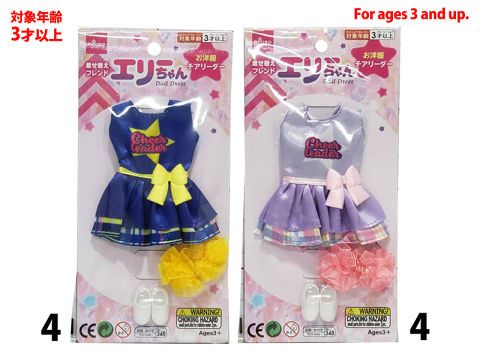 対象年齢
3才以上
For ages 3 and up.
対象年齢 3才以上
着せ替え
フレンド
エリちゃん
Doll Dress
お洋服
チアリーダー
Cheer
Leader
4
WARNING!
CHOKING HAZARD
Ages3+
対象年齢 3才以上
着せ替え
フレンド
エリちゃん
Doll Dress
お洋服
チアリーダー
Cheer
Leader
WARNING!
CHOKING HAZARD
Ages3+
4